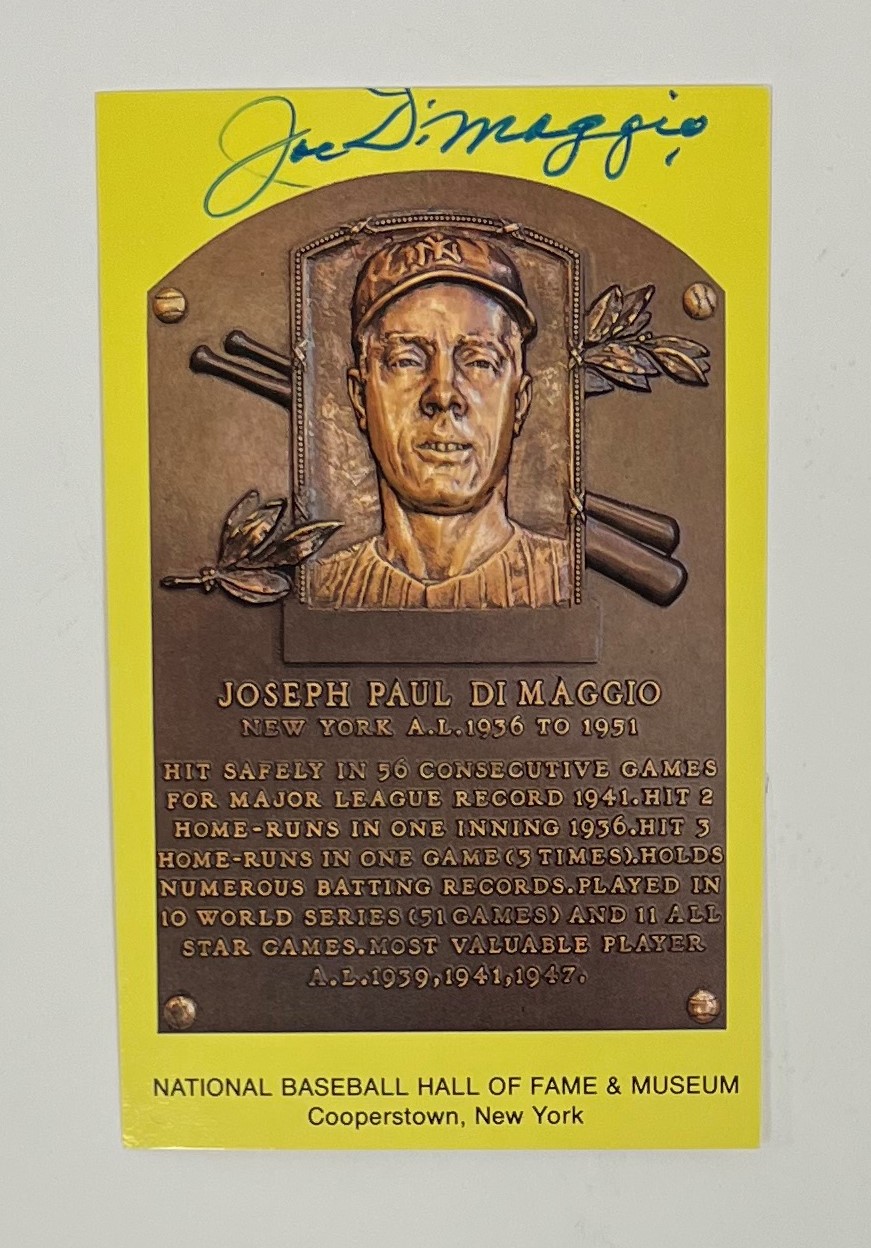 Joe DiMaggio
NY
JOSEPH PAUL DI MAGGIO
NEW YORK A.L.1936 TO 1951
HIT SAFELY IN 56 CONSECUTIVE GAMES
FOR MAJOR LEAGUE RECORD 1941.HIT 2
HOME-RUNS IN ONE INNING 1936.HIT 3
HOME-RUNS IN ONE GAME (3 TIMES).HOLDS
NUMEROUS BATTING RECORDS.PLAYED IN
10 WORLD SERIES (51 GAMES) AND 11 ALL
STAR GAMES.MOST VALUABLE PLAYER
A.L.1939,1941,1947.
NATIONAL BASEBALL HALL OF FAME & MUSEUM
Cooperstown, New York